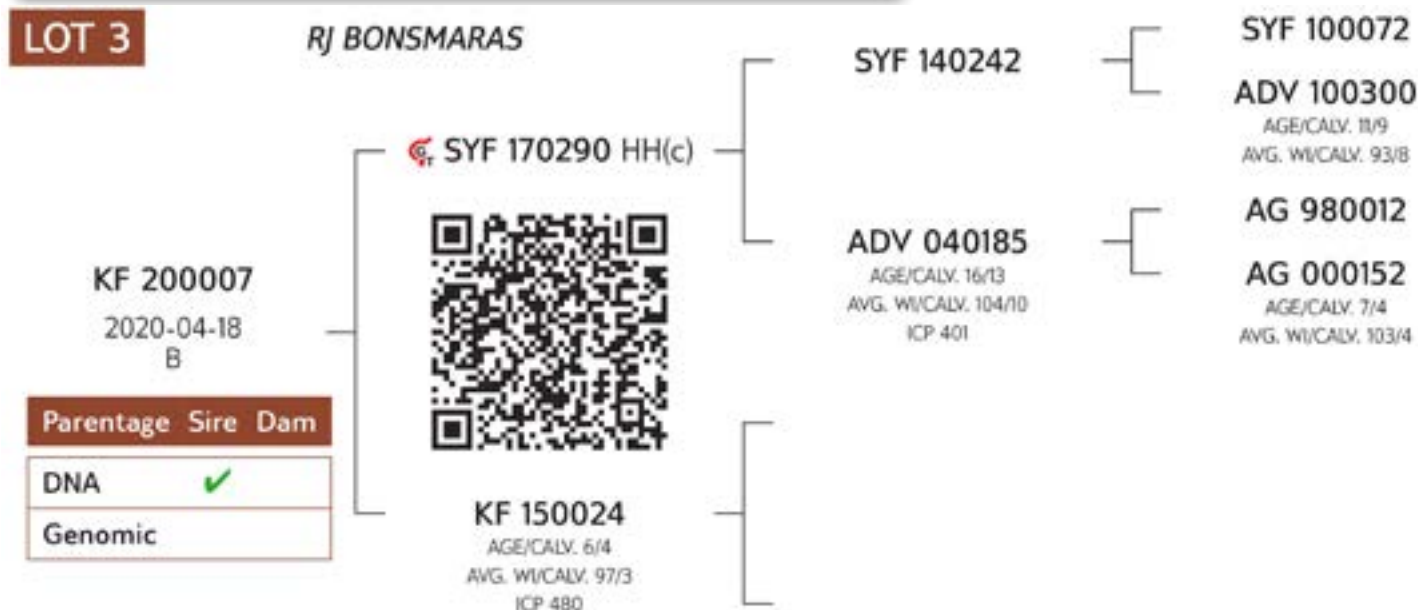 LOT 3
RJ BONSMARAS
KF 200007
2020-04-18
B
Parentage Sire Dam
DNA ✔
Genomic
SYF 170290 HH(c)
KF 150024
AGE/CALV. 6/4
AVG. WI/CALV. 97/3
ICP 480
SYF 140242
ADV 040185
AGE/CALV. 16/13
AVG. WI/CALV. 104/10
ICP 401
SYF 100072
ADV 100300
AGE/CALV. 11/9
AVG. WI/CALV. 93/8
AG 980012
AG 000152
AGE/CALV. 7/4
AVG. WI/CALV. 103/4